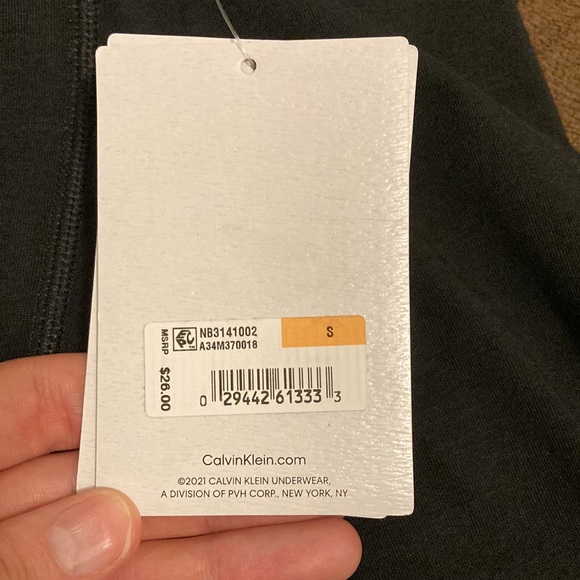 NB3141002
A34M370018
S
MSRP $26.00
0 29442 61333 3
CalvinKlein.com
©2021 CALVIN KLEIN UNDERWEAR,
A DIVISION OF PVH CORP., NEW YORK, NY